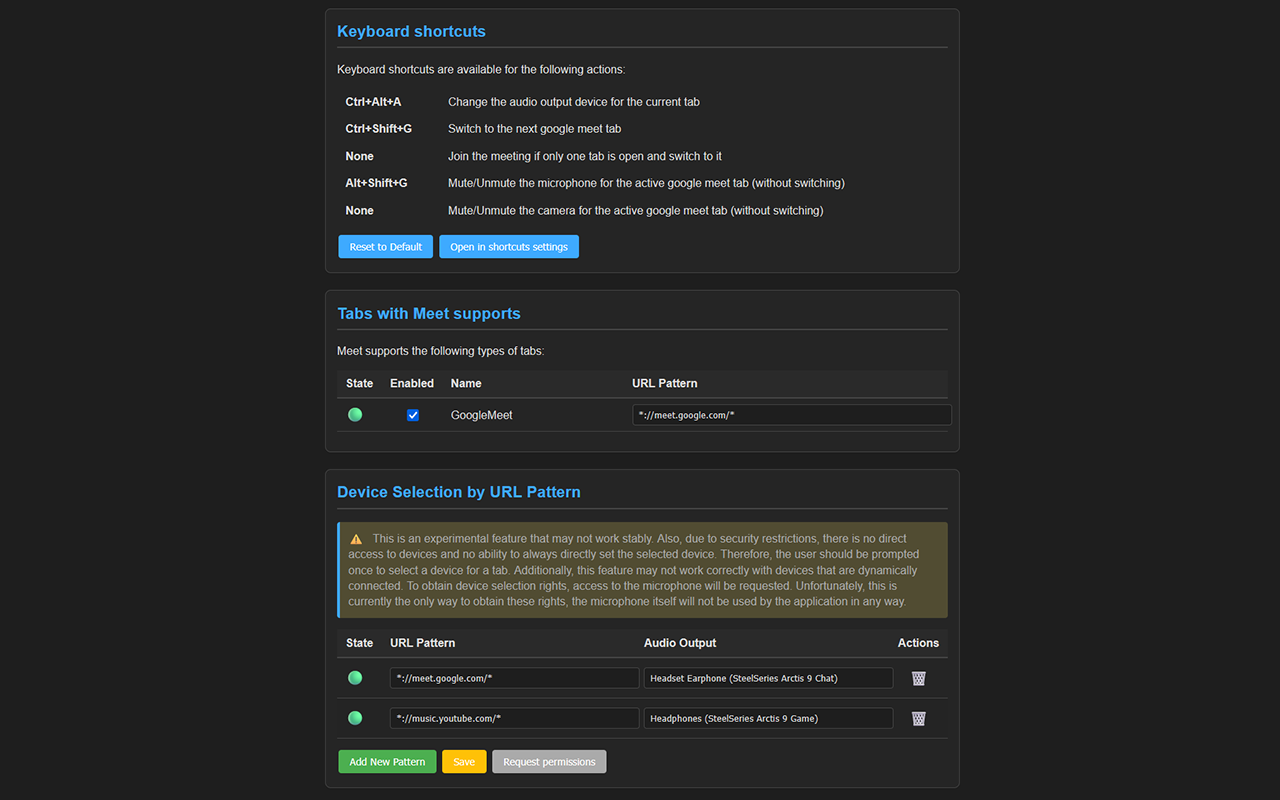 Keyboard shortcuts
Keyboard shortcuts are available for the following actions:
Ctrl+Alt+A Change the audio output device for the current tab
Ctrl+Shift+G Switch to the next google meet tab
None Join the meeting if only one tab is open and switch to it
Alt+Shift+G Mute/Unmute the microphone for the active google meet tab (without switching)
None Mute/Unmute the camera for the active google meet tab (without switching)
Reset to Default Open in shortcuts settings
Tabs with Meet supports
Meet supports the following types of tabs:
State Enabled Name URL Pattern
GoogleMeet *://meet.google.com/*
Device Selection by URL Pattern
This is an experimental feature that may not work stably. Also, due to security restrictions, there is no direct
access to devices and no ability to always directly set the selected device. Therefore, the user should be prompted
once to select a device for a tab. Additionally, this feature may not work correctly with devices that are dynamically
connected. To obtain device selection rights, access to the microphone will be requested. Unfortunately, this is
currently the only way to obtain these rights, the microphone itself will not be used by the application in any way.
State URL Pattern Audio Output Actions
*://meet.google.com/* Headset Earphone (SteelSeries Arctis 9 Chat)
*://music.youtube.com/* Headphones (SteelSeries Arctis 9 Game)
Add New Pattern Save Request permissions